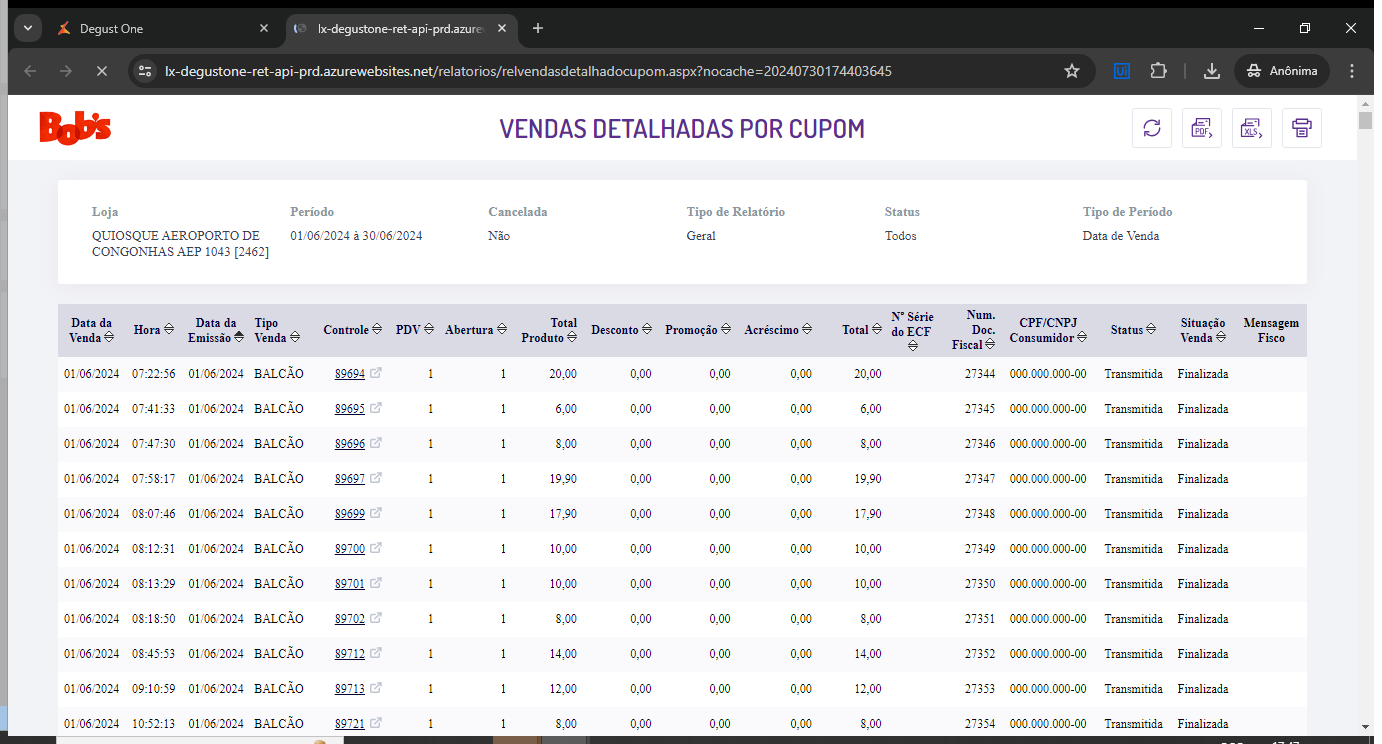 Degust One
lx-degustone-ret-api-prd.azure
lx-degustone-ret-api-prd.azurewebsites.net/relatorios/relvendasdetalhadocupom.aspx?nocache=20240730174403645
Anônima
Bob's
VENDAS DETALHADAS POR CUPOM
PDF
XLS
Loja Período Cancelada Tipo de Relatório Status Tipo de Período
QUIOSQUE AEROPORTO DE 01/06/2024 à 30/06/2024 Não Geral Todos Data de Venda
CONGONHAS AEP 1043 [2462]
Data da Venda Hora Data da Emissão Tipo Venda Controle PDV Abertura Total Produto Desconto Promoção Acréscimo Total Nº Série do ECF Num. Doc. Fiscal CPF/CNPJ Consumidor Status Situação Venda Mensagem Fisco
01/06/2024 07:22:56 01/06/2024 BALCÃO 89694 1 1 20,00 0,00 0,00 0,00 20,00 27344 000.000.000-00 Transmitida Finalizada
01/06/2024 07:41:33 01/06/2024 BALCÃO 89695 1 1 6,00 0,00 0,00 0,00 6,00 27345 000.000.000-00 Transmitida Finalizada
01/06/2024 07:47:30 01/06/2024 BALCÃO 89696 1 1 8,00 0,00 0,00 0,00 8,00 27346 000.000.000-00 Transmitida Finalizada
01/06/2024 07:58:17 01/06/2024 BALCÃO 89697 1 1 19,90 0,00 0,00 0,00 19,90 27347 000.000.000-00 Transmitida Finalizada
01/06/2024 08:07:46 01/06/2024 BALCÃO 89699 1 1 17,90 0,00 0,00 0,00 17,90 27348 000.000.000-00 Transmitida Finalizada
01/06/2024 08:12:31 01/06/2024 BALCÃO 89700 1 1 10,00 0,00 0,00 0,00 10,00 27349 000.000.000-00 Transmitida Finalizada
01/06/2024 08:13:29 01/06/2024 BALCÃO 89701 1 1 10,00 0,00 0,00 0,00 10,00 27350 000.000.000-00 Transmitida Finalizada
01/06/2024 08:18:50 01/06/2024 BALCÃO 89702 1 1 8,00 0,00 0,00 0,00 8,00 27351 000.000.000-00 Transmitida Finalizada
01/06/2024 08:45:53 01/06/2024 BALCÃO 89712 1 1 14,00 0,00 0,00 0,00 14,00 27352 000.000.000-00 Transmitida Finalizada
01/06/2024 09:10:59 01/06/2024 BALCÃO 89713 1 1 12,00 0,00 0,00 0,00 12,00 27353 000.000.000-00 Transmitida Finalizada
01/06/2024 10:52:13 01/06/2024 BALCÃO 89721 1 1 8,00 0,00 0,00 0,00 8,00 27354 000.000.000-00 Transmitida Finalizada